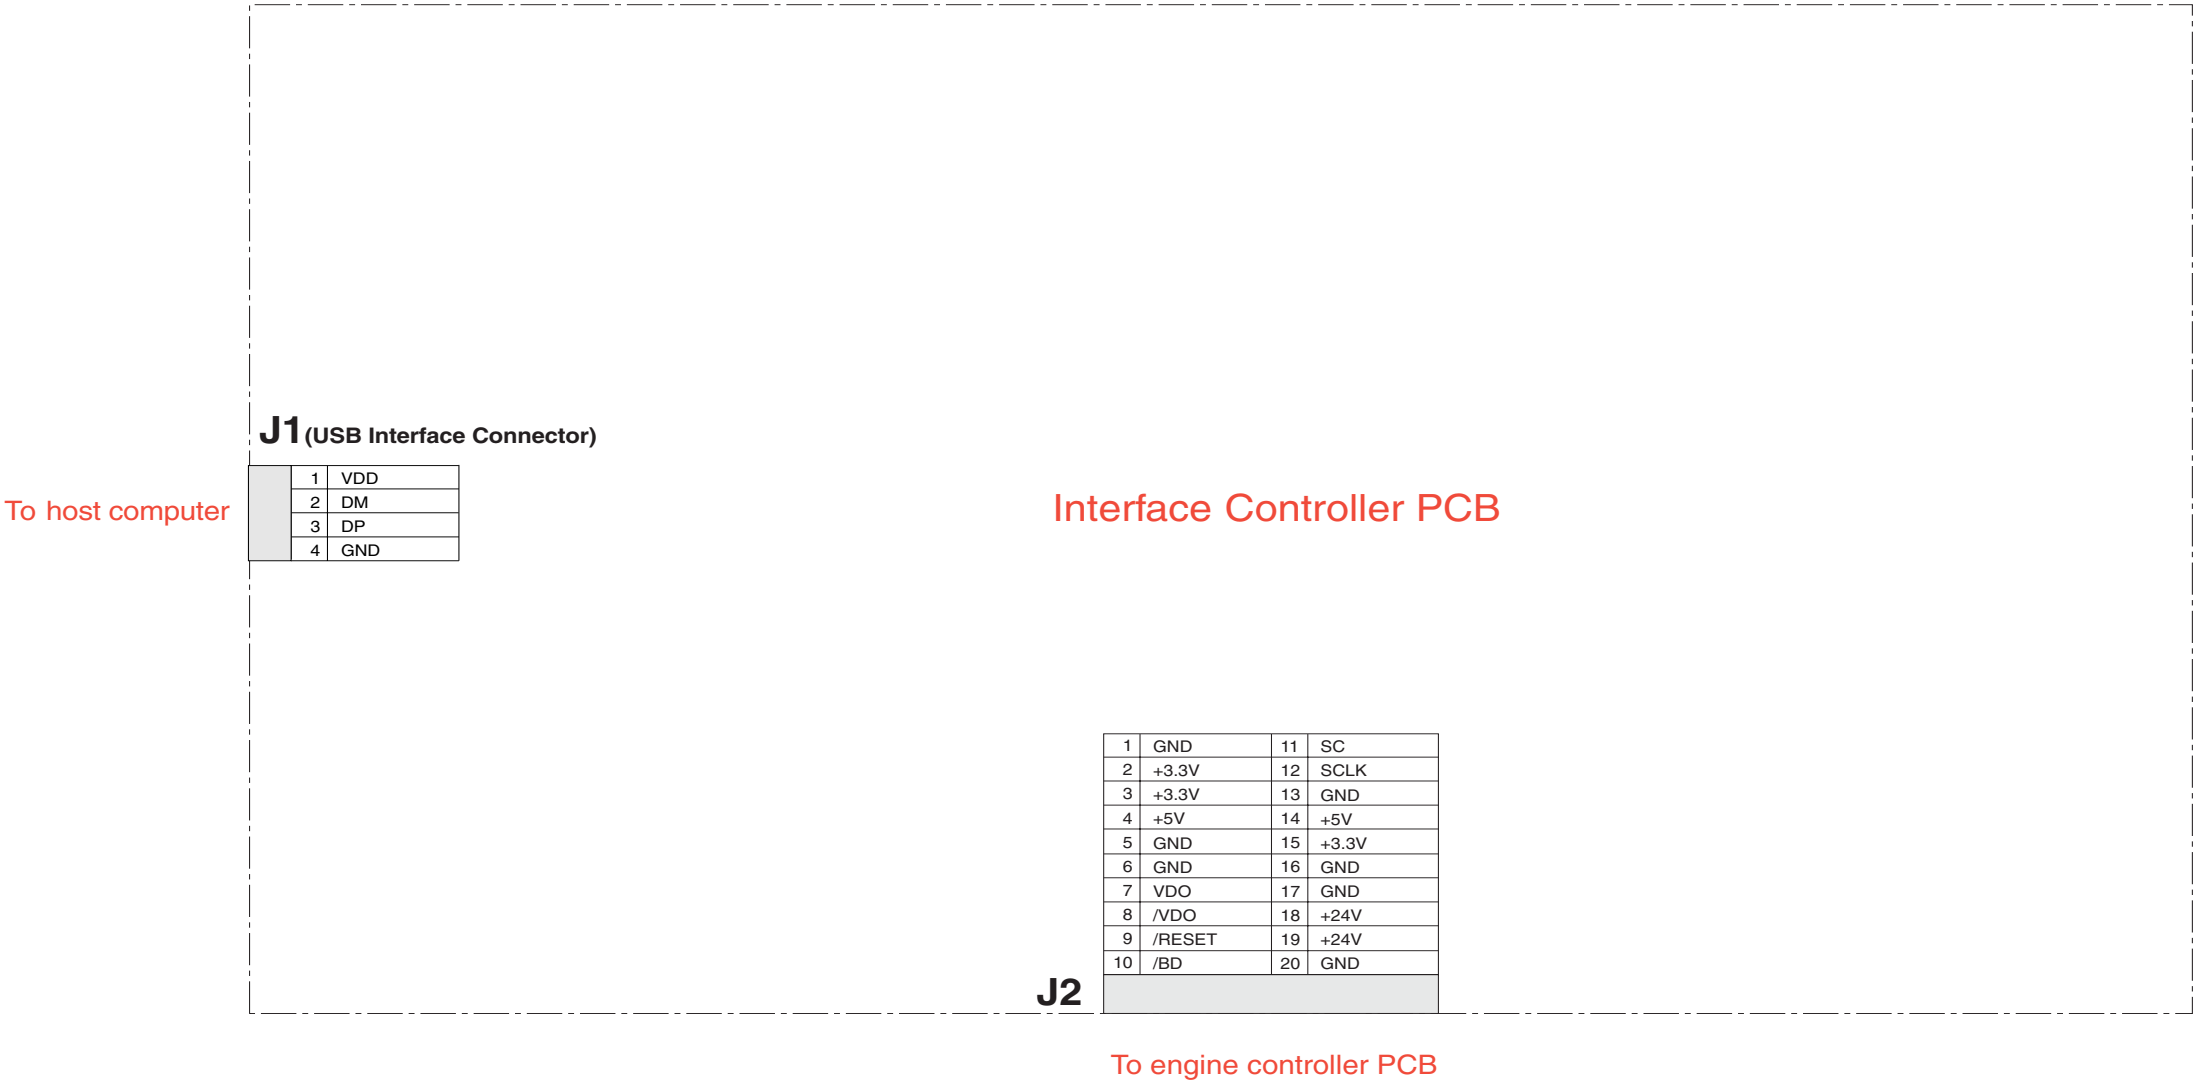 J1 (USB Interface Connector)
1 VDD
2 DM
3 DP
4 GND
To host computer
Interface Controller PCB
1 GND 11 SC
2 +3.3V 12 SCLK
3 +3.3V 13 GND
4 +5V 14 +5V
5 GND 15 +3.3V
6 GND 16 GND
7 VDO 17 GND
8 /VDO 18 +24V
9 /RESET 19 +24V
10 /BD 20 GND
J2
To engine controller PCB